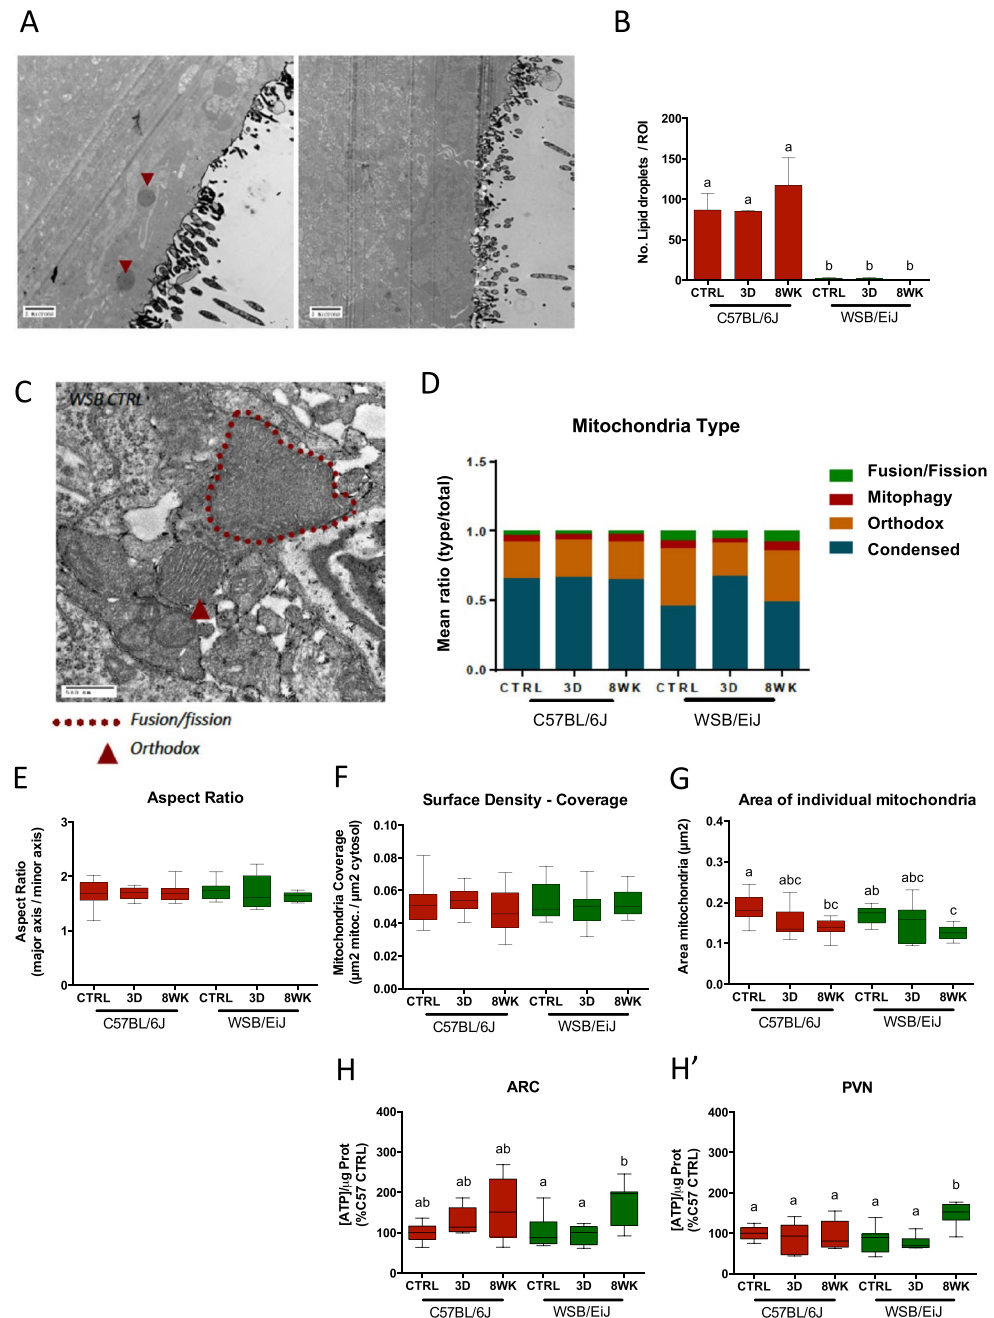 A
B
2 microns
2 microns
No. Lipid droplets / ROI
200
150
100
50
0
a
a
a
b
b
b
CTRL 3D 8WK CTRL 3D 8WK
C57BL/6J WSB/EiJ
C
WSB CTRL
500 nm
Fusion/fission
Orthodox
D
Mitochondria Type
Mean ratio (type/total)
1.5
1.0
0.5
0.0
CTRL 3D 8WK CTRL 3D 8WK
C57BL/6J WSB/EiJ
Fusion/Fission
Mitophagy
Orthodox
Condensed
E
Aspect Ratio
Aspect Ratio
(major axis / minor axis)
3
2
1
0
CTRL 3D 8WK CTRL 3D 8WK
C57BL/6J WSB/EiJ
F
Surface Density - Coverage
Mitochondria Coverage
(µm2 mitoc. / µm2 cytosol)
0.10
0.08
0.06
0.04
0.02
0.00
CTRL 3D 8WK CTRL 3D 8WK
C57BL/6J WSB/EiJ
G
Area of individual mitochondria
Area mitochondria (µm2)
0.4
0.3
0.2
0.1
0.0
a abc bc ab abc c
CTRL 3D 8WK CTRL 3D 8WK
C57BL/6J WSB/EiJ
H
ARC
[ATP]/µg Prot
(%C57 CTRL)
400
300
200
100
0
ab ab ab a a b
CTRL 3D 8WK CTRL 3D 8WK
C57BL/6J WSB/EiJ
H’
PVN
[ATP]/µg Prot
(%C57 CTRL)
400
300
200
100
0
a a a a a b
CTRL 3D 8WK CTRL 3D 8WK
C57BL/6J WSB/EiJ